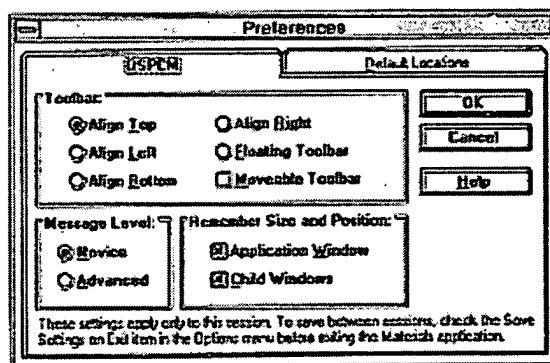 Preferences
USPCM
Default Locations
Toolbar:
Align Top
Align Right
Align Left
Floating Toolbar
Align Bottom
Moveable Toolbar
OK
Cancel
Help
Message Level:
Novice
Advanced
Remember Size and Position:
Application Window
Child Windows
These settings apply only to this session. To save between sessions, check the Save
Settings on Exit item in the Options menu before exiting the Materials application.